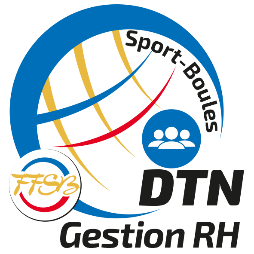 Sport-Boules
FFSB
DTN
Gestion RH